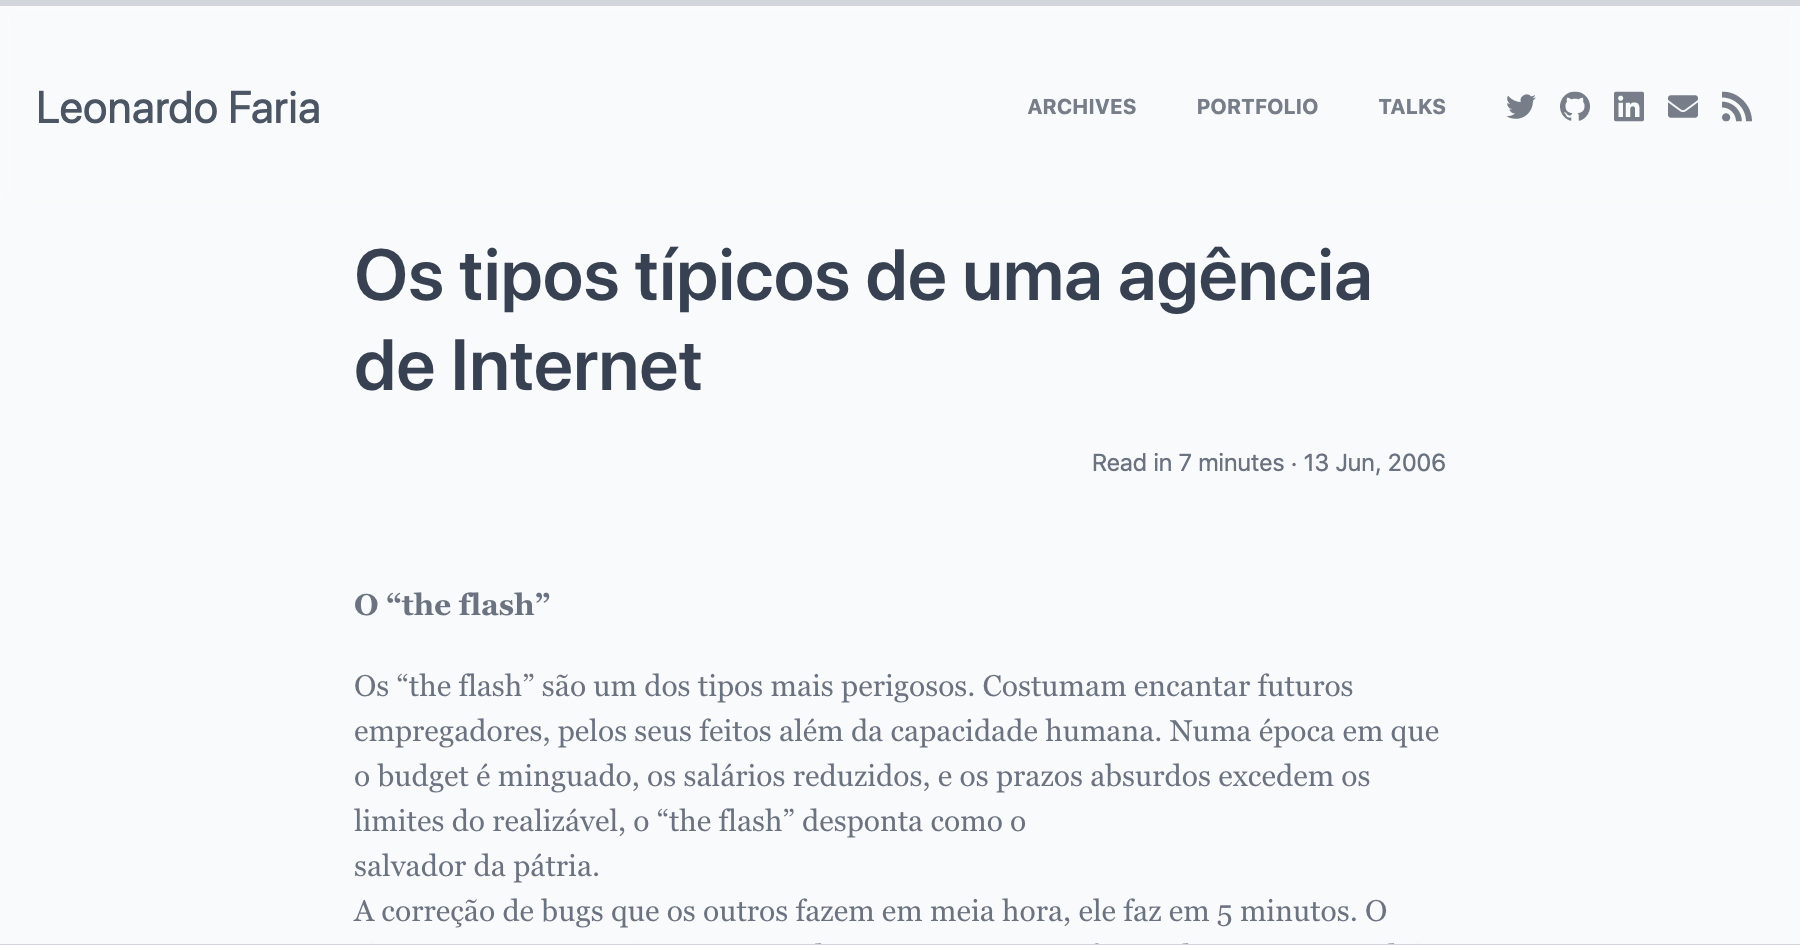 Leonardo Faria
ARCHIVES PORTFOLIO TALKS
Os tipos típicos de uma agência
de Internet
Read in 7 minutes · 13 Jun, 2006
O “the flash”
Os “the flash” são um dos tipos mais perigosos. Costumam encantar futuros
empregadores, pelos seus feitos além da capacidade humana. Numa época em que
o budget é minguado, os salários reduzidos, e os prazos absurdos excedem os
limites do realizável, o “the flash” desponta como o
salvador da pátria.
A correção de bugs que os outros fazem em meia hora, ele faz em 5 minutos. O